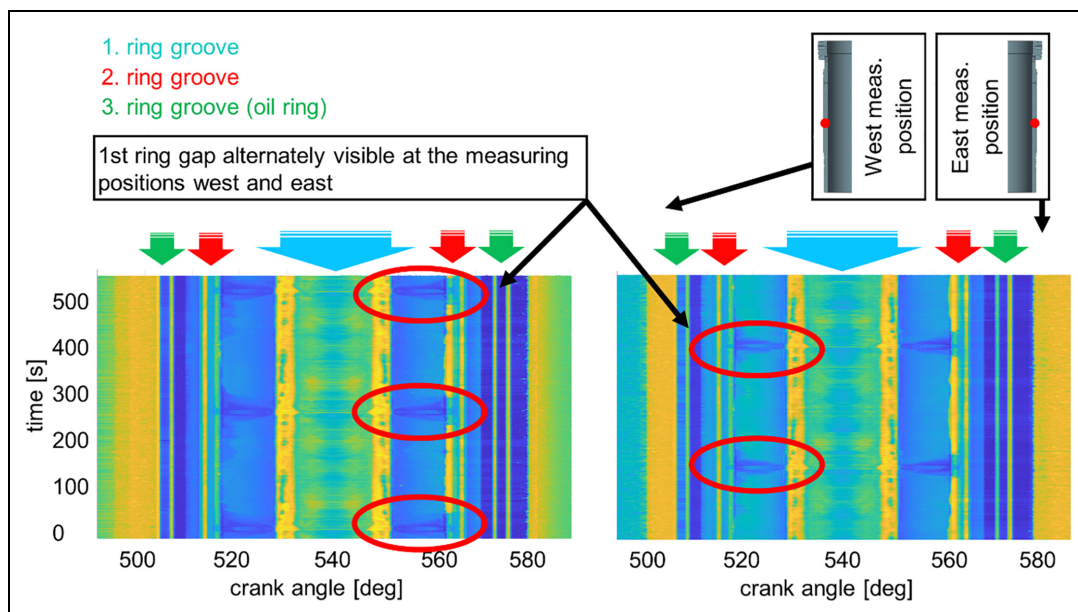 1. ring groove
2. ring groove
3. ring groove (oil ring)
1st ring gap alternately visible at the measuring
positions west and east
West meas.
position
East meas.
position
time [s]
500
400
300
200
100
0
500
520
540
560
580
crank angle [deg]
500
520
540
560
580
crank angle [deg]